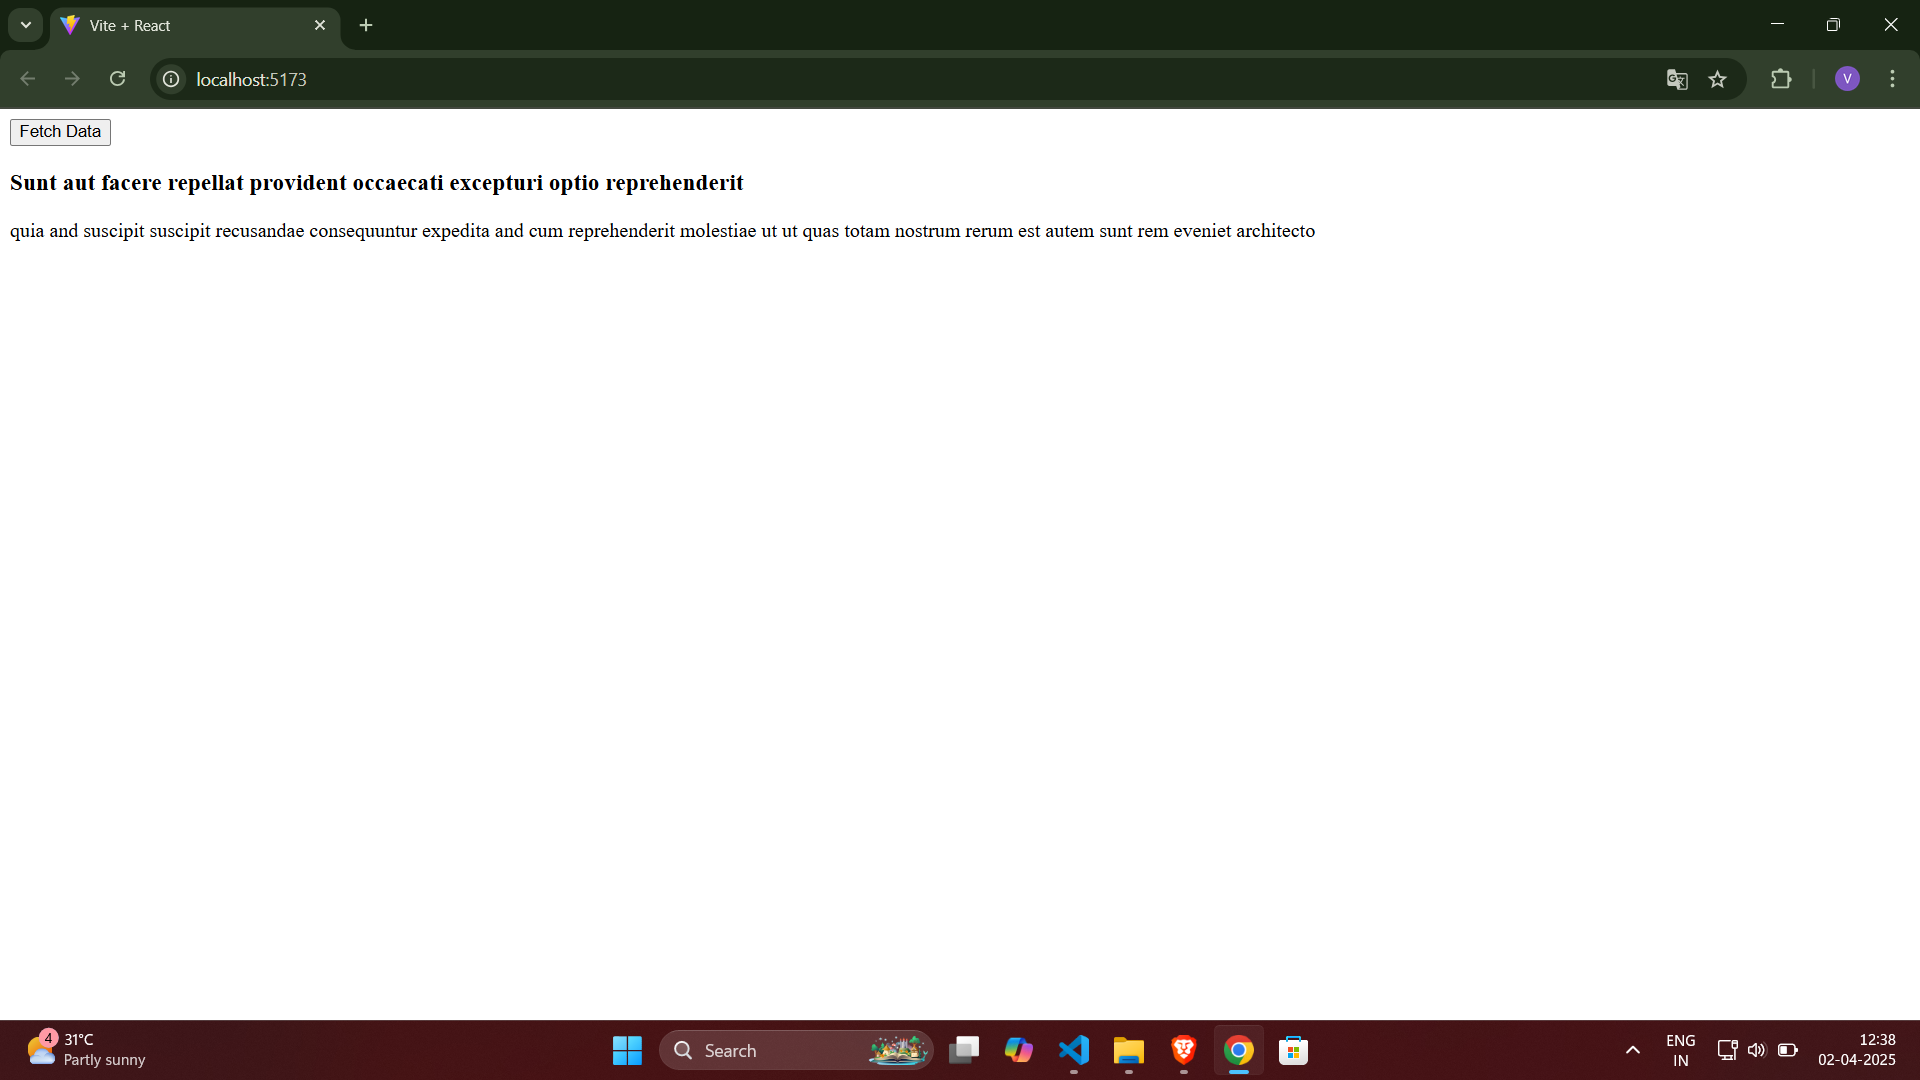 Vite + React
localhost:5173
V
Fetch Data
Sunt aut facere repellat provident occaecati excepturi optio reprehenderit
quia and suscipit suscipit recusandae consequuntur expedita and cum reprehenderit molestiae ut ut quas totam nostrum rerum est autem sunt rem eveniet architecto
4
31°C
Partly sunny
Search
ENG
IN
12:38
02-04-2025